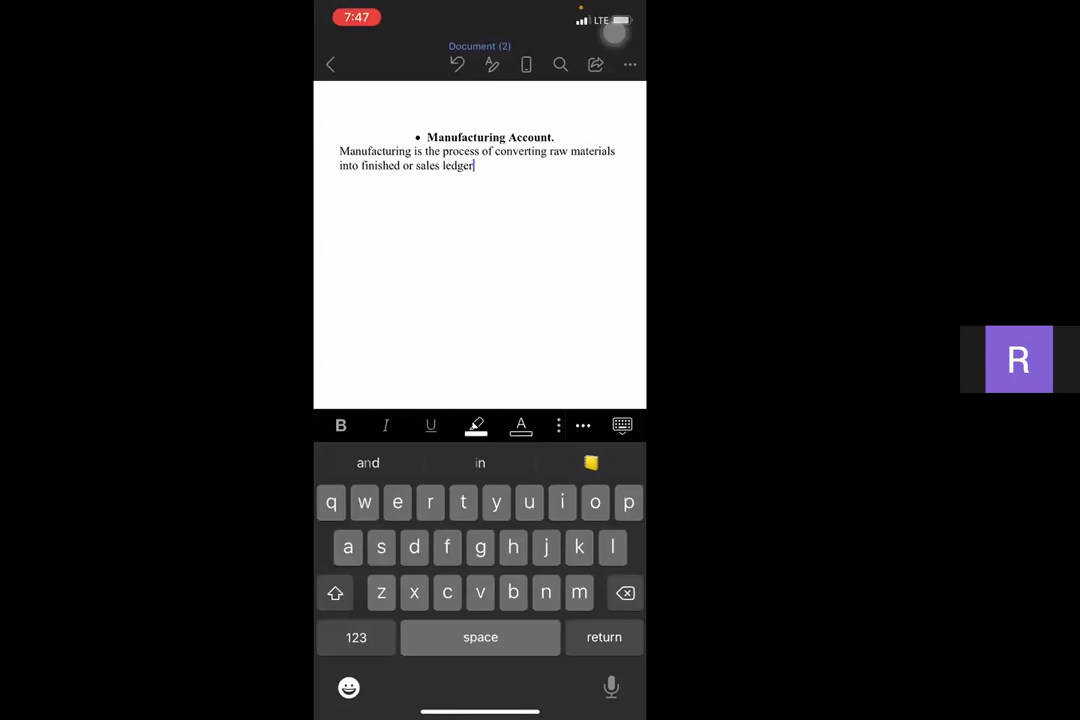 7:47
LTE
Document (2)
• Manufacturing Account.
Manufacturing is the process of converting raw materials
into finished or sales ledger
R
B I U A
and in
q w e r t y u i o p
a s d f g h j k l
z x c v b n m
123 space return